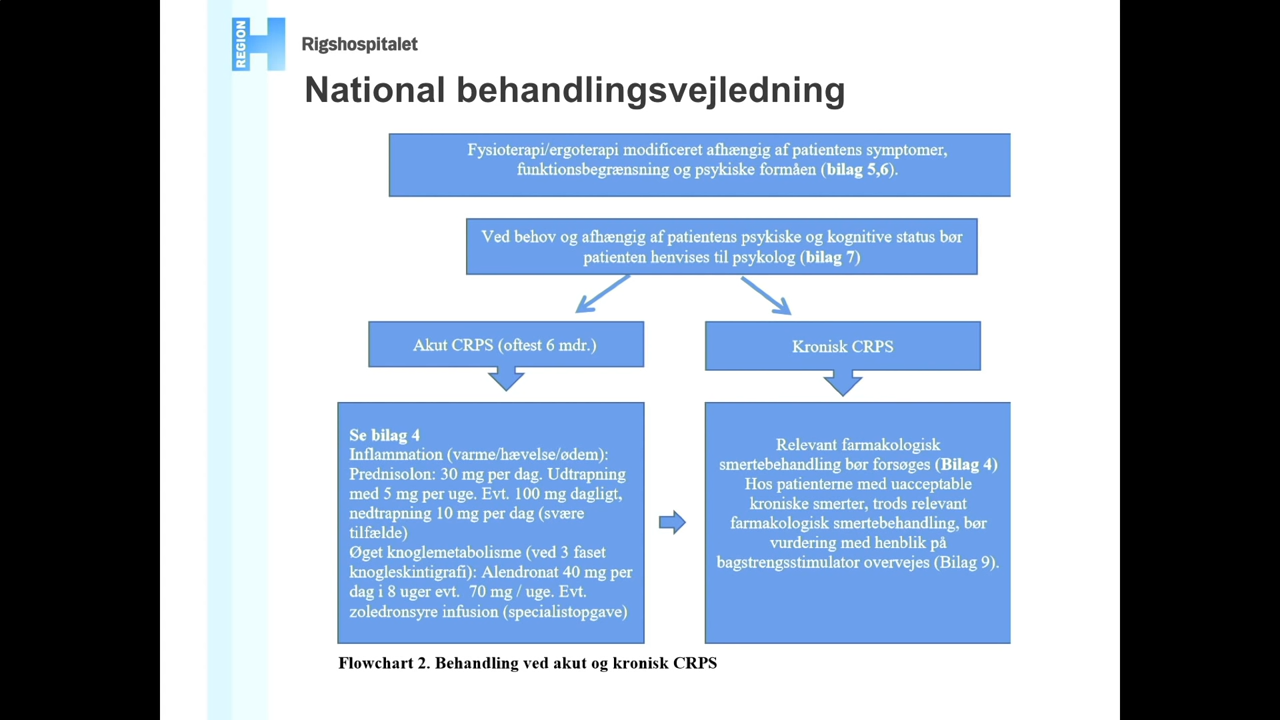 REGION
Rigshospitalet
National behandlingsvejledning
Fysioterapi/ergoterapi modificeret afhængig af patientens symptomer,
funktionsbegrænsning og psykiske formåen (bilag 5,6).
Ved behov og afhængig af patientens psykiske og kognitive status bør
patienten henvises til psykolog (bilag 7)
Akut CRPS (oftest 6 mdr.)
Kronisk CRPS
Se bilag 4
Inflammation (varme/hævelse/ødem):
Prednisolon: 30 mg per dag. Udtrapning
med 5 mg per uge. Evt. 100 mg dagligt,
nedtrapning 10 mg per dag (svære
tilfælde)
Øget knoglemetabolisme (ved 3 faset
knogleskintigrafi): Alendronat 40 mg per
dag i 8 uger evt.  70 mg / uge. Evt.
zoledronsyre infusion (specialistopgave)
Relevant farmakologisk
smertebehandling bør forsøges (Bilag 4)
Hos patienterne med uacceptable
kroniske smerter, trods relevant
farmakologisk smertebehandling, bør
vurdering med henblik på
bagstrengsstimulator overvejes (Bilag 9).
Flowchart 2. Behandling ved akut og kronisk CRPS